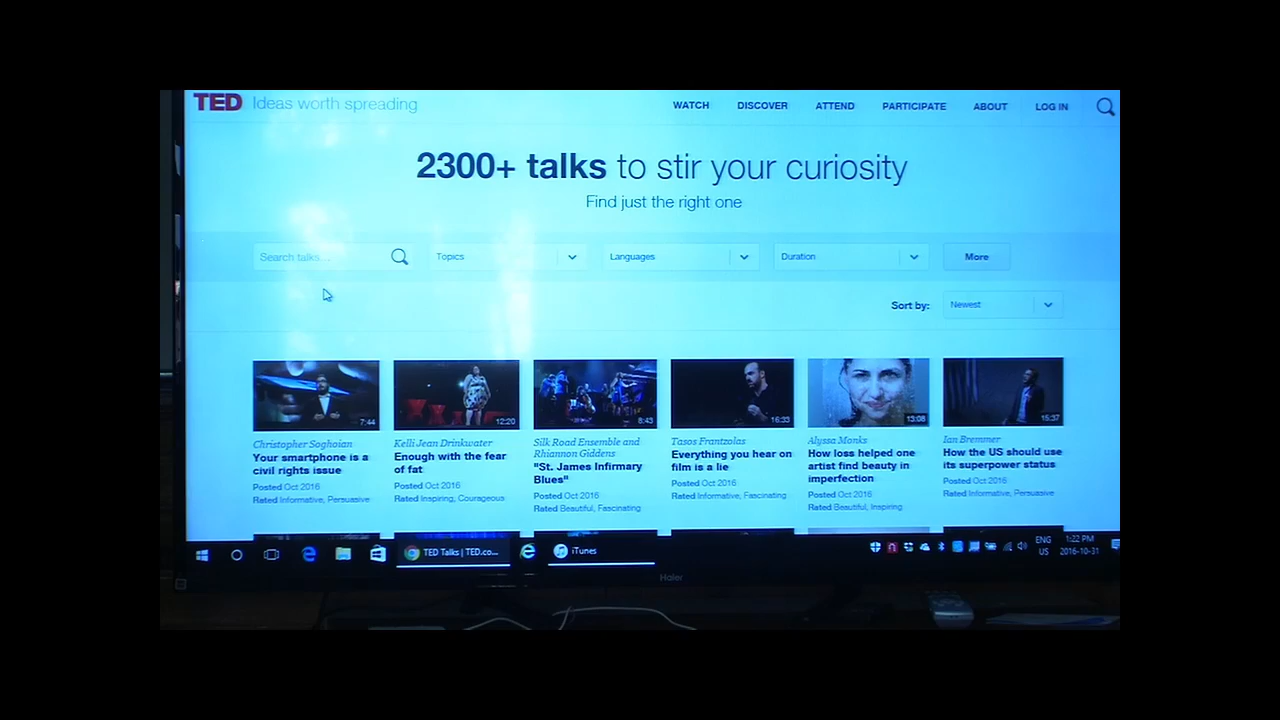 TED Ideas worth spreading
WATCH DISCOVER ATTEND PARTICIPATE ABOUT LOG IN
2300+ talks to stir your curiosity
Find just the right one
Search talks... Topics Languages Duration More
Sort by: Newest
7:44
12:20
8:43
16:33
13:08
15:37
Christopher Soghoian
Your smartphone is a
civil rights issue
Posted Oct 2016
Rated Informative, Persuasive
Kelli Jean Drinkwater
Enough with the fear
of fat
Posted Oct 2016
Rated Inspiring, Courageous
Silk Road Ensemble and
Rhiannon Giddens
"St. James Infirmary
Blues"
Posted Oct 2016
Rated Beautiful, Fascinating
Tasos Frantzolas
Everything you hear on
film is a lie
Posted Oct 2016
Rated Informative, Fascinating
Alyssa Monks
How loss helped one
artist find beauty in
imperfection
Posted Oct 2016
Rated Beautiful, Inspiring
Ian Bremmer
How the US should use
its superpower status
Posted Oct 2016
Rated Informative, Persuasive
TED Talks | TED.co...
iTunes
ENG
US
1:22 PM
2016-10-31
Haier